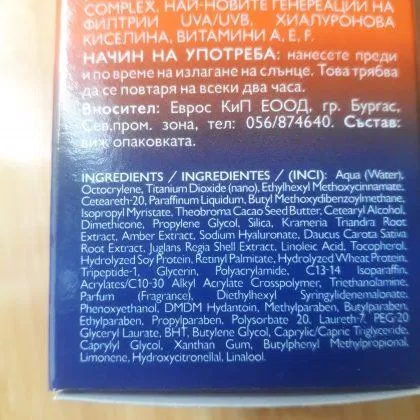 COMPLEX, НАЙ-НОВИТЕ ГЕНЕРЕАЦИИ НА
ФИЛТРИИ UVA/UVB, ХИАЛУРОНОВА
КИСЕЛИНА, ВИТАМИНИ A, E, F.
НАЧИН НА УПОТРЕБА: нанесете преди
и по време на излагане на слънце. Това трябва
да се повтаря на всеки два часа.
Вносител: Еврос КиП ЕООД, гр. Бургас,
Сев.пром. зона, тел: 056/874640. Състав:
виж опаковката.
INGREDIENTS / INGREDIENTES / (INCI): Aqua (Water),
Octocrylene, Titanium Dioxide (nano), Ethylhexyl Methoxycinnamate,
Ceteareth-20, Paraffinum Liquidum, Butyl Methoxydibenzoylmethane,
Isopropyl Myristate, Theobroma Cacao Seed Butter, Cetearyl Alcohol,
Dimethicone, Propylene Glycol, Silica, Krameria Triandra Root
Extract, Amber Extract, Sodium Hyaluronate, Daucus Carota Sativa
Root Extract, Juglans Regia Shell Extract, Linoleic Acid, Tocopherol,
Hydrolyzed Soy Protein, Retinyl Palmitate, Hydrolyzed Wheat Protein,
Tripeptide-1, Glycerin, Polyacrylamide, C13-14 Isoparaffin,
Acrylates/C10-30 Alkyl Acrylate Crosspolymer, Triethanolamine,
Parfum (Fragrance), Diethylhexyl Syringylidenemalonate,
Phenoxyethanol, DMDM Hydantoin, Methylparaben, Butylparaben,
Ethylparaben, Propylparaben, Polysorbate 20, Laureth-7, PEG-20
Glyceryl Laurate, BHT, Butylene Glycol, Caprylic/Capric Triglyceride,
Caprylyl Glycol, Xanthan Gum, Butylphenyl Methylpropional,
Limonene, Hydroxycitronellal, Linalool.